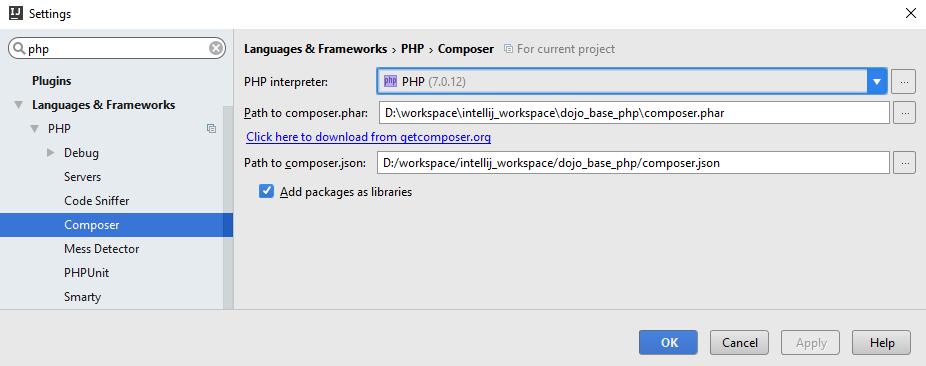 IJ Settings
php
Plugins
Languages & Frameworks
PHP
Debug
Servers
Code Sniffer
Composer
Mess Detector
PHPUnit
Smarty
Languages & Frameworks › PHP › Composer For current project
PHP interpreter: php PHP (7.0.12) ...
Path to composer.phar: D:\workspace\intellij_workspace\dojo_base_php\composer.phar ...
Click here to download from getcomposer.org
Path to composer.json: D:/workspace/intellij_workspace/dojo_base_php/composer.json ...
Add packages as libraries
OK Cancel Apply Help